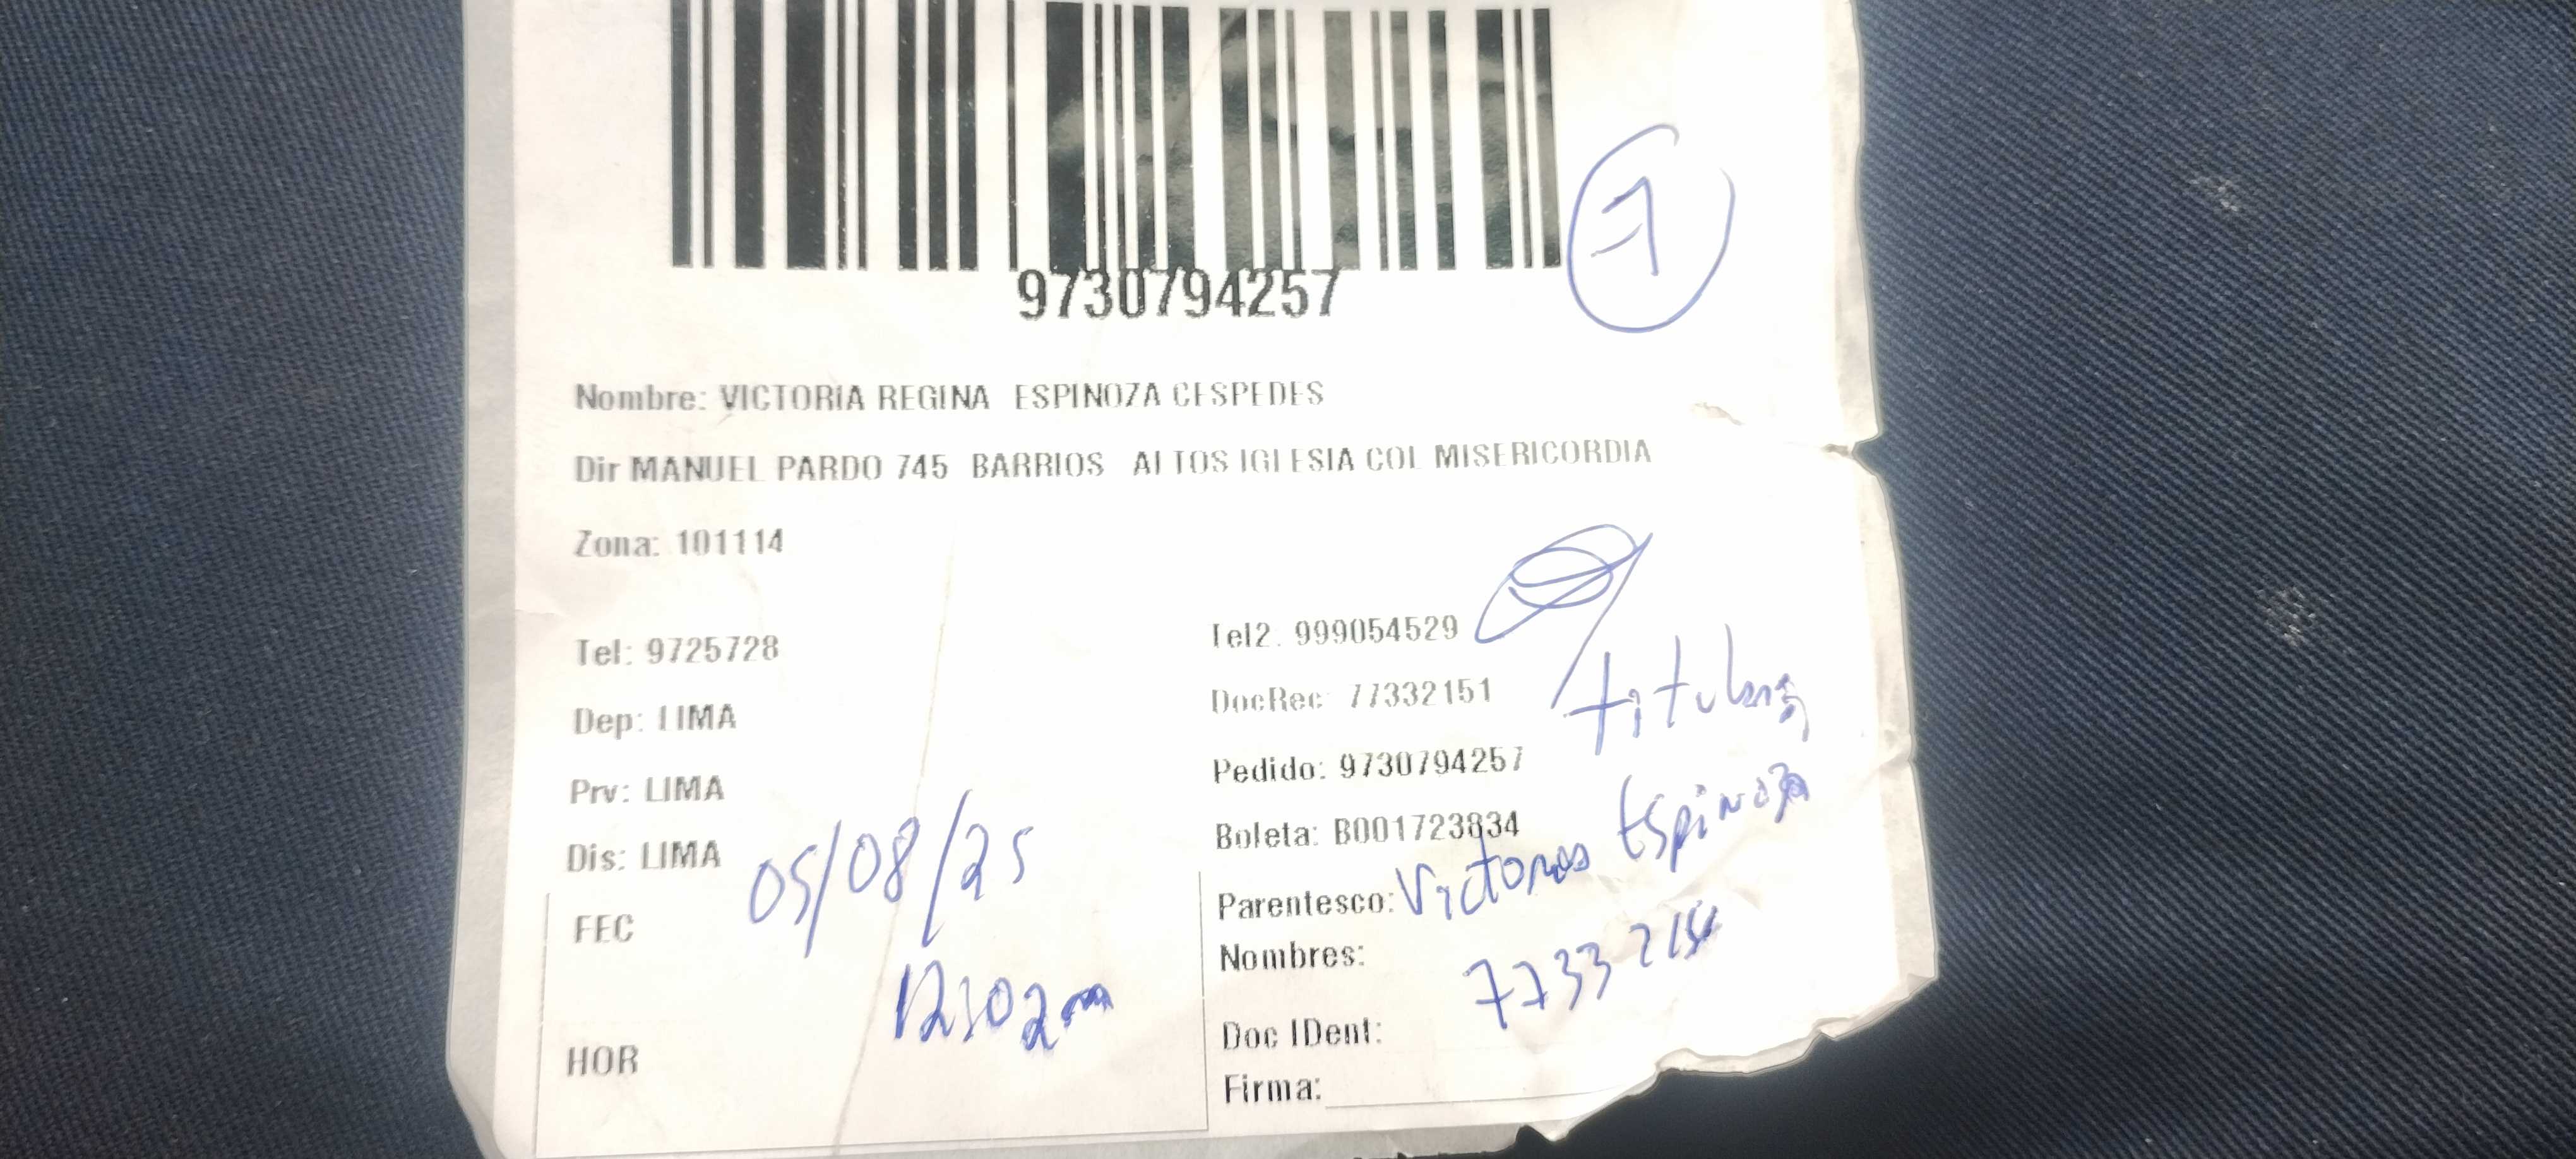 9730794257
7
Nombre: VICTORIA REGINA ESPINOZA CESPEDES
Dir MANUEL PARDO 745 BARRIOS ALTOS IGLESIA COL MISERICORDIA
Zona: 101114
Tel: 9725728
Tel2. 999054529
Dep: LIMA
DocRec: 77332151
titular
Prv: LIMA
Pedido: 9730794257
Dis: LIMA
Boleta: B001723834
FEC 05/08/25
Parentesco: Victoria Espinoza
Nombres:
HOR
Doc IDent:
Firma: